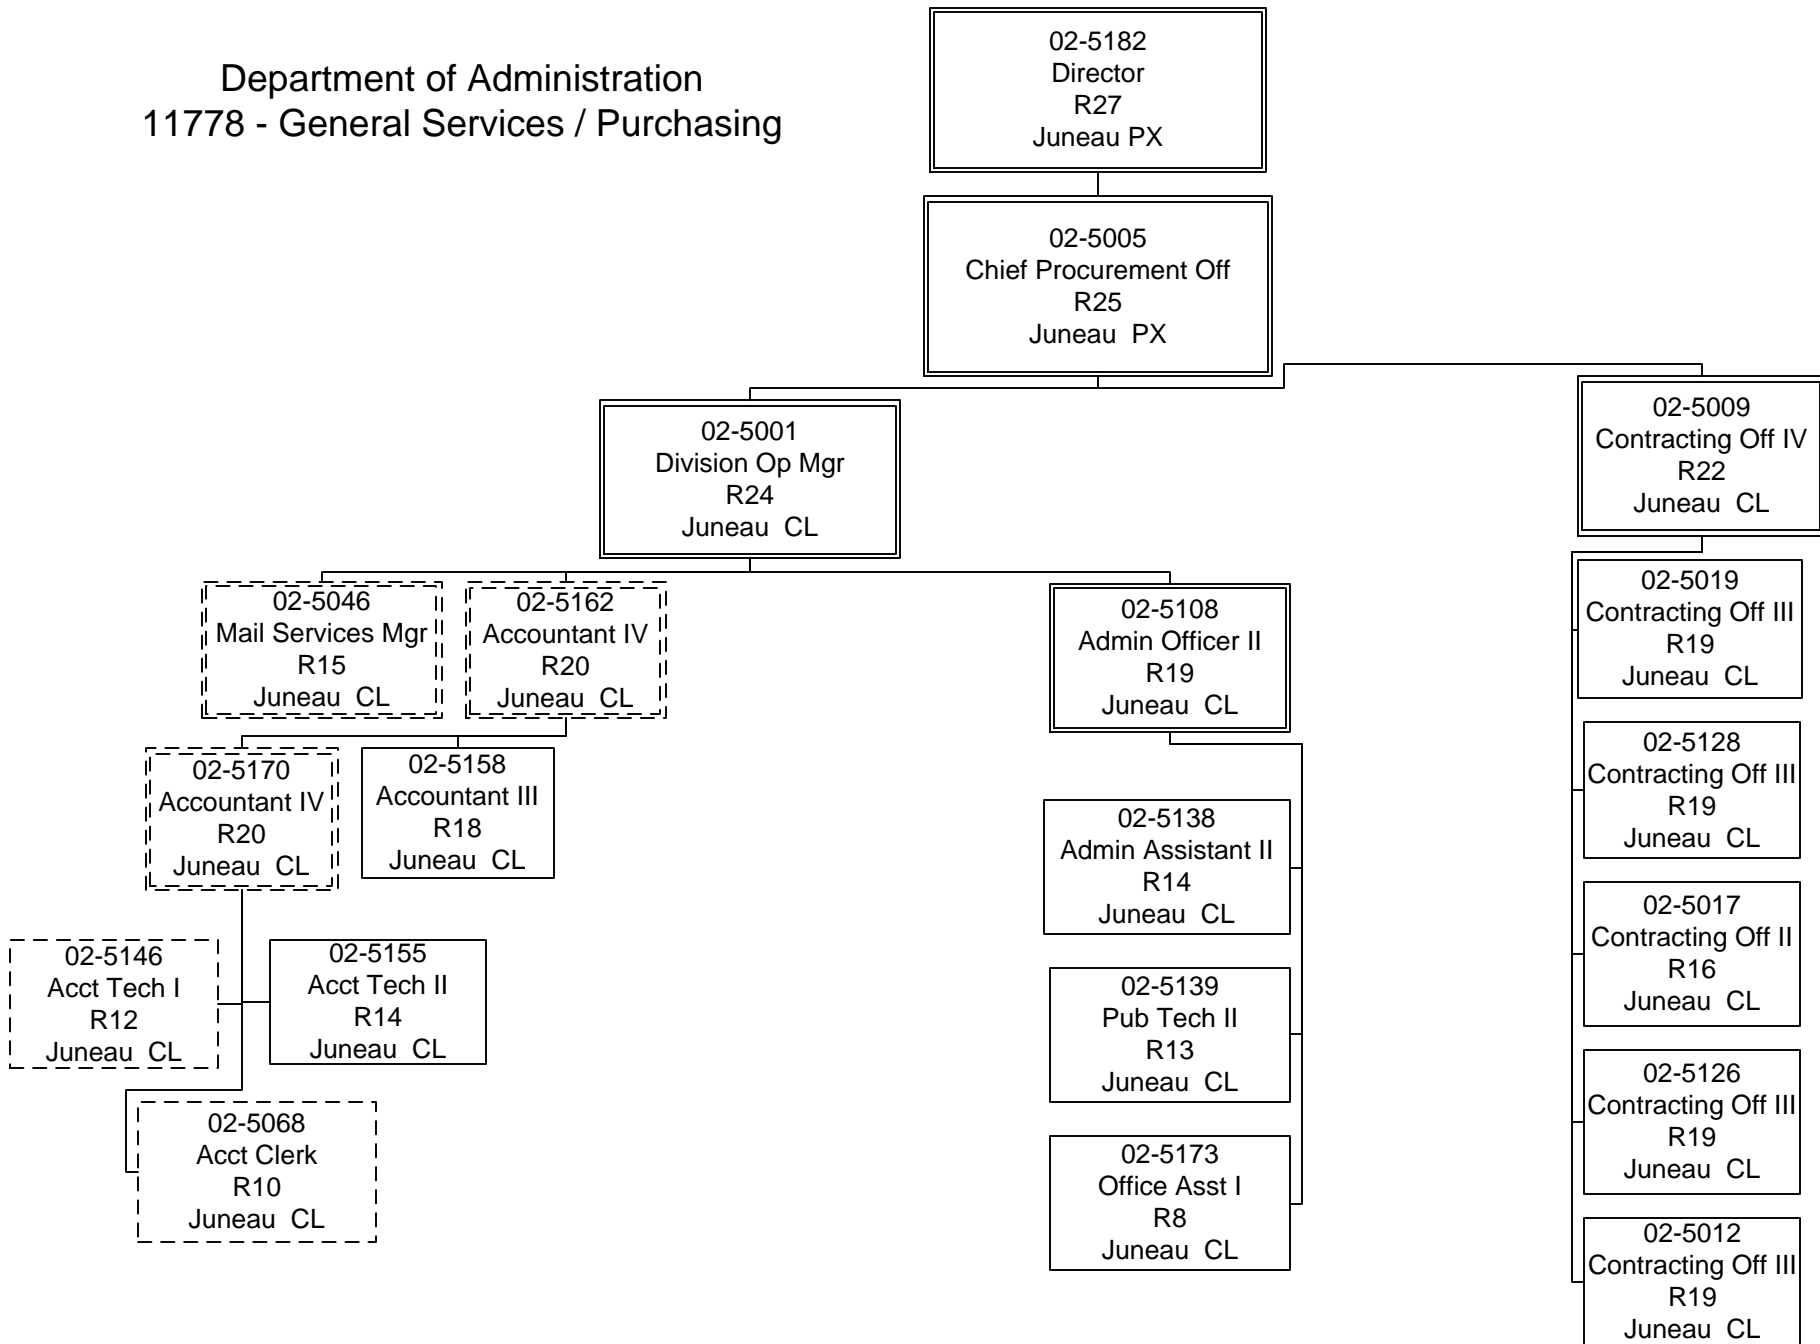 Department of Administration
11778 - General Services / Purchasing
02-5182
Director
R27
Juneau PX
02-5005
Chief Procurement Off
R25
Juneau  PX
02-5001
Division Op Mgr
R24
Juneau  CL
02-5009
Contracting Off IV
R22
Juneau  CL
02-5046
Mail Services Mgr
R15
Juneau  CL
02-5162
Accountant IV
R20
Juneau  CL
02-5108
Admin Officer II
R19
Juneau  CL
02-5019
Contracting Off III
R19
Juneau  CL
02-5170
Accountant IV
R20
Juneau  CL
02-5158
Accountant III
R18
Juneau  CL
02-5138
Admin Assistant II
R14
Juneau  CL
02-5128
Contracting Off III
R19
Juneau  CL
02-5146
Acct Tech I
R12
Juneau  CL
02-5155
Acct Tech II
R14
Juneau  CL
02-5139
Pub Tech II
R13
Juneau  CL
02-5017
Contracting Off II
R16
Juneau  CL
02-5068
Acct Clerk
R10
Juneau  CL
02-5173
Office Asst I
R8
Juneau  CL
02-5126
Contracting Off III
R19
Juneau  CL
02-5012
Contracting Off III
R19
Juneau  CL